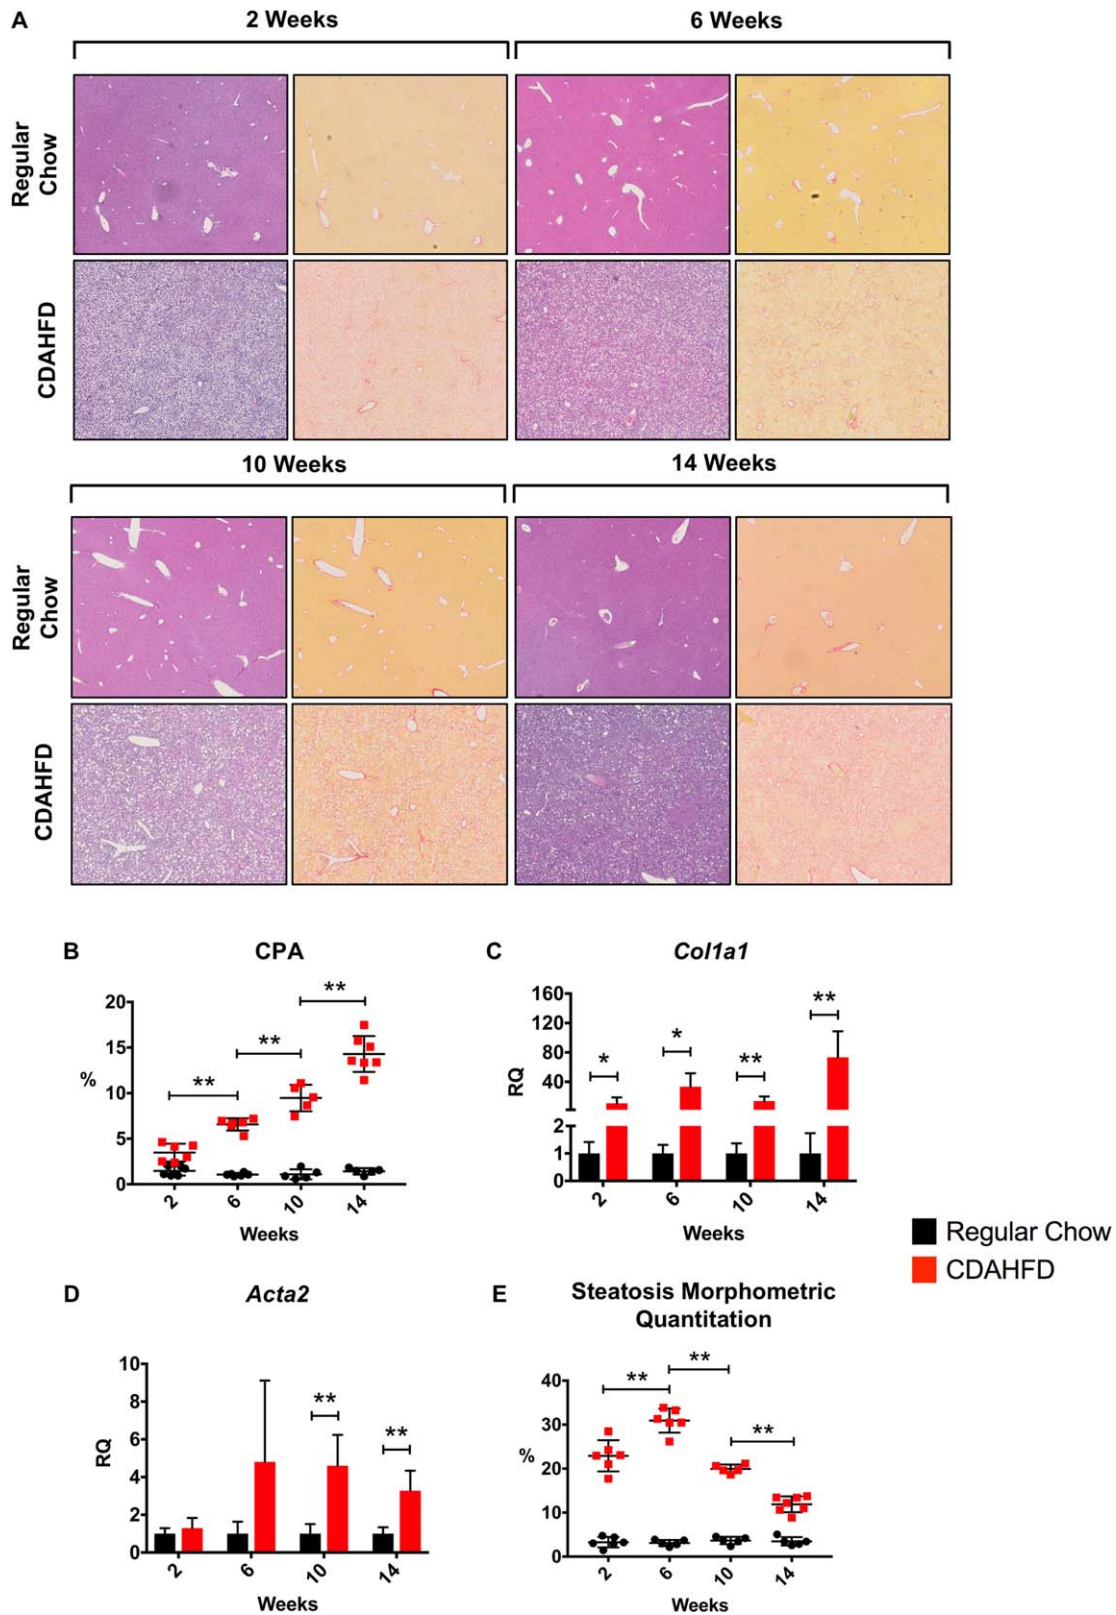 A
2 Weeks
6 Weeks
Regular
Chow
CDAHFD
10 Weeks
14 Weeks
Regular
Chow
CDAHFD
B
CPA
%
20
15
10
5
0
**
**
**
2
6
10
14
Weeks
C
Col1a1
RQ
160
120
80
40
2
1
0
*
*
**
**
2
6
10
14
Weeks
Regular Chow
CDAHFD
D
Acta2
RQ
10
8
6
4
2
0
**
**
2
6
10
14
Weeks
E
Steatosis Morphometric
Quantitation
%
40
30
20
10
0
**
**
**
2
6
10
14
Weeks